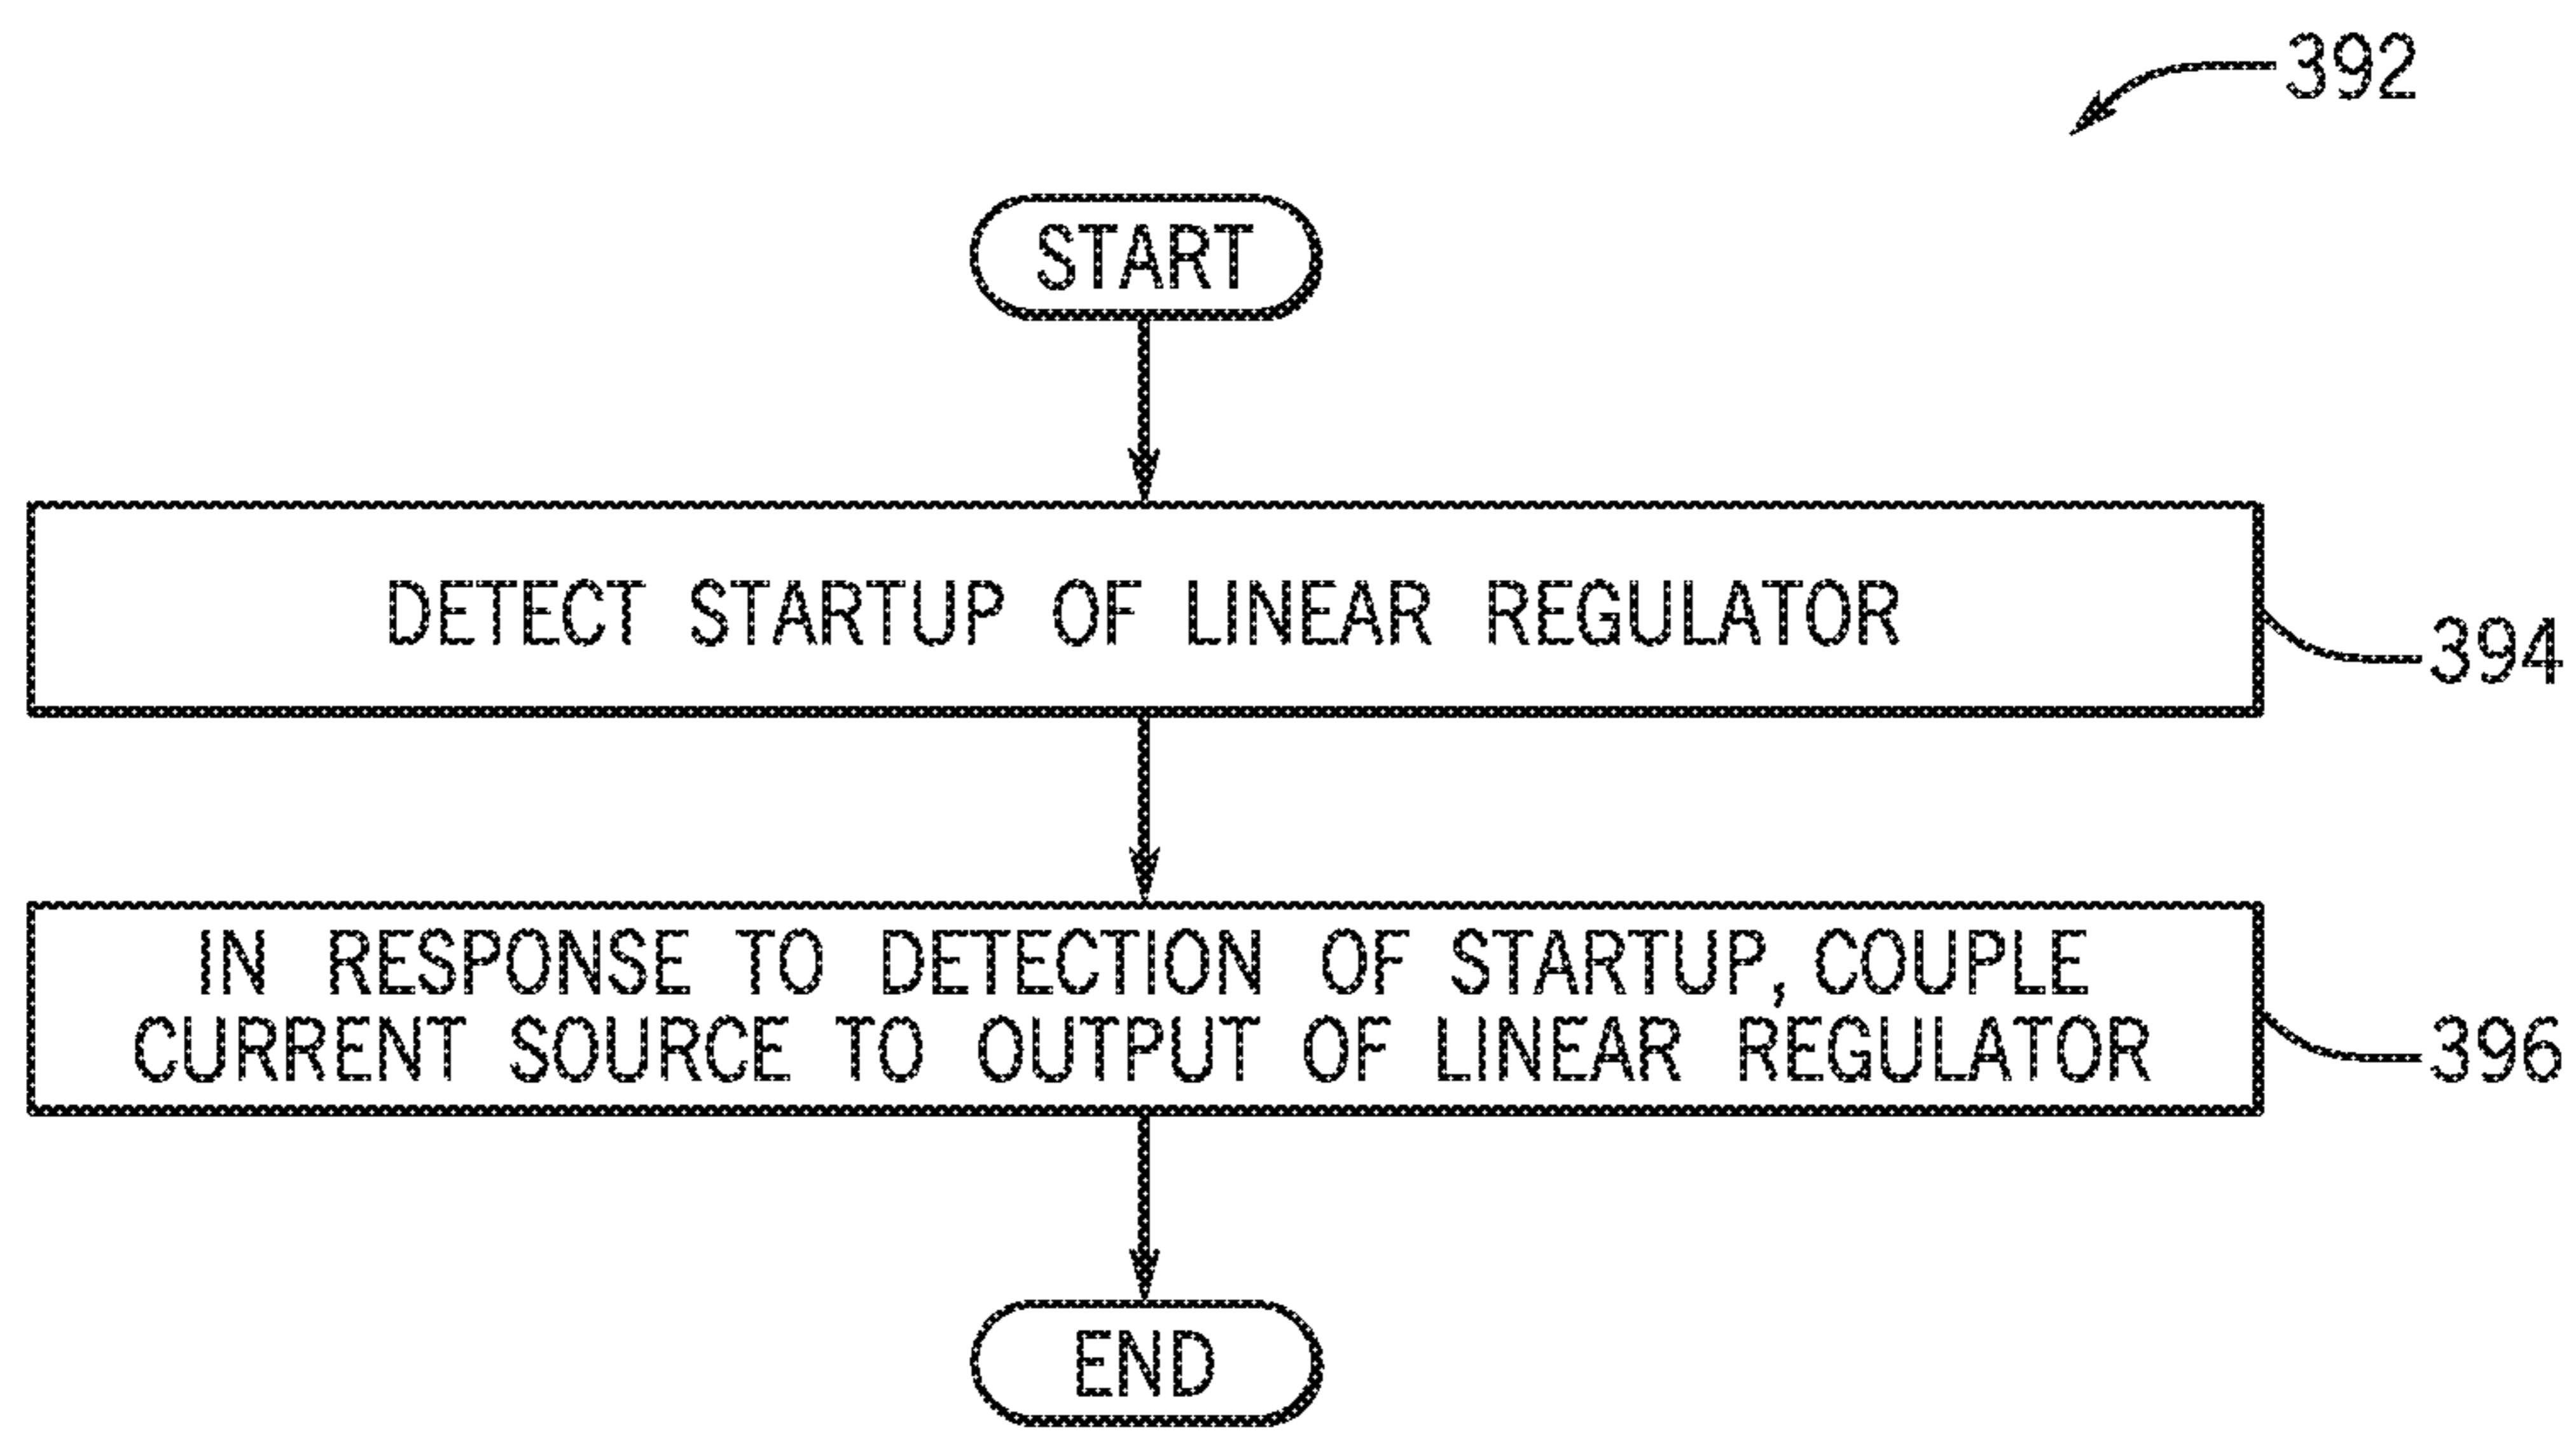 392
START
DETECT STARTUP OF LINEAR REGULATOR
394
IN RESPONSE TO DETECTION OF STARTUP, COUPLE
CURRENT SOURCE TO OUTPUT OF LINEAR REGULATOR
396
END